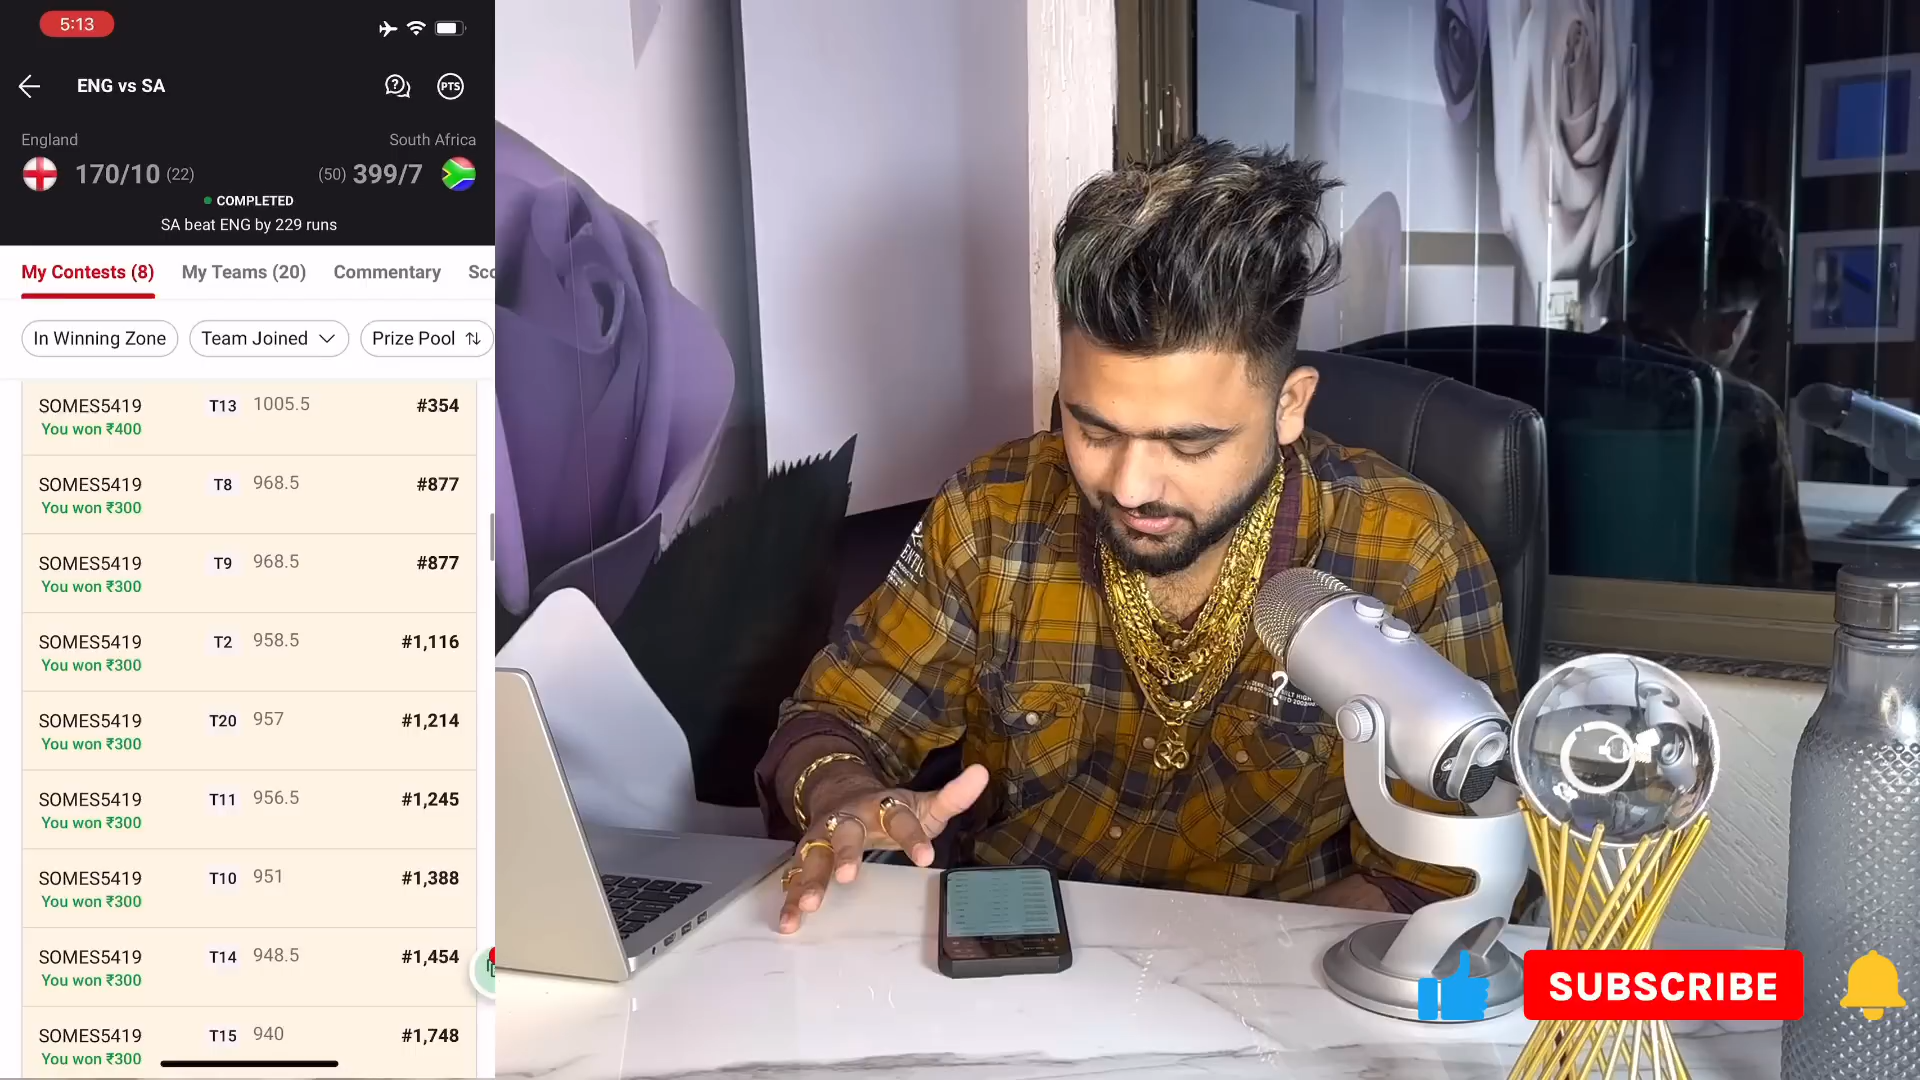 5:13
ENG vs SA
PTS
England
South Africa
170/10 (22)
(50) 399/7
COMPLETED
SA beat ENG by 229 runs
My Contests (8)
My Teams (20)
Commentary
In Winning Zone
Team Joined
Prize Pool
SOMES5419 T13 1005.5 #354
You won ₹400
SOMES5419 T8 968.5 #877
You won ₹300
SOMES5419 T9 968.5 #877
You won ₹300
SOMES5419 T2 958.5 #1,116
You won ₹300
SOMES5419 T20 957 #1,214
You won ₹300
SOMES5419 T11 956.5 #1,245
You won ₹300
SOMES5419 T10 951 #1,388
You won ₹300
SOMES5419 T14 948.5 #1,454
You won ₹300
SOMES5419 T15 940 #1,748
You won ₹300
SUBSCRIBE